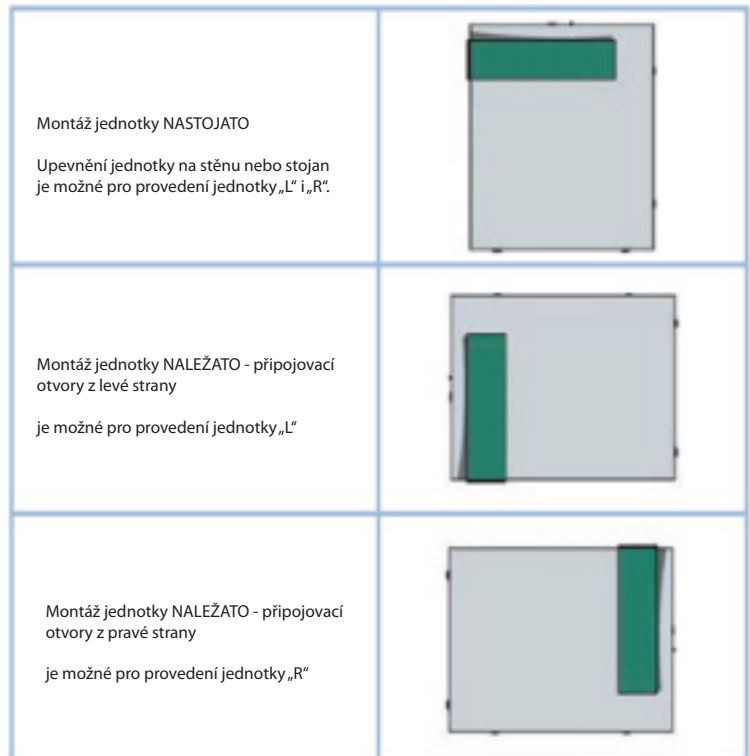 Montáž jednotky NASTOJATO
Upevnění jednotky na stěnu nebo stojan
je možné pro provedení jednotky „L“ i „R“.
Montáž jednotky NALEŽATO - připojovací
otvory z levé strany
je možné pro provedení jednotky „L“
Montáž jednotky NALEŽATO - připojovací
otvory z pravé strany
je možné pro provedení jednotky „R“